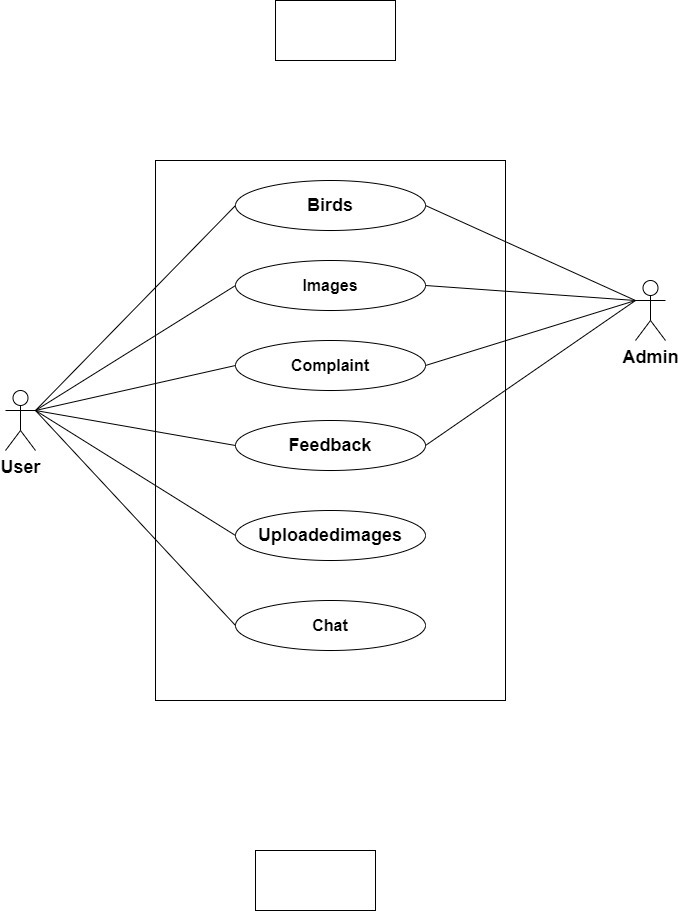 Birds
Images
Complaint
Admin
Feedback
User
Uploadedimages
Chat